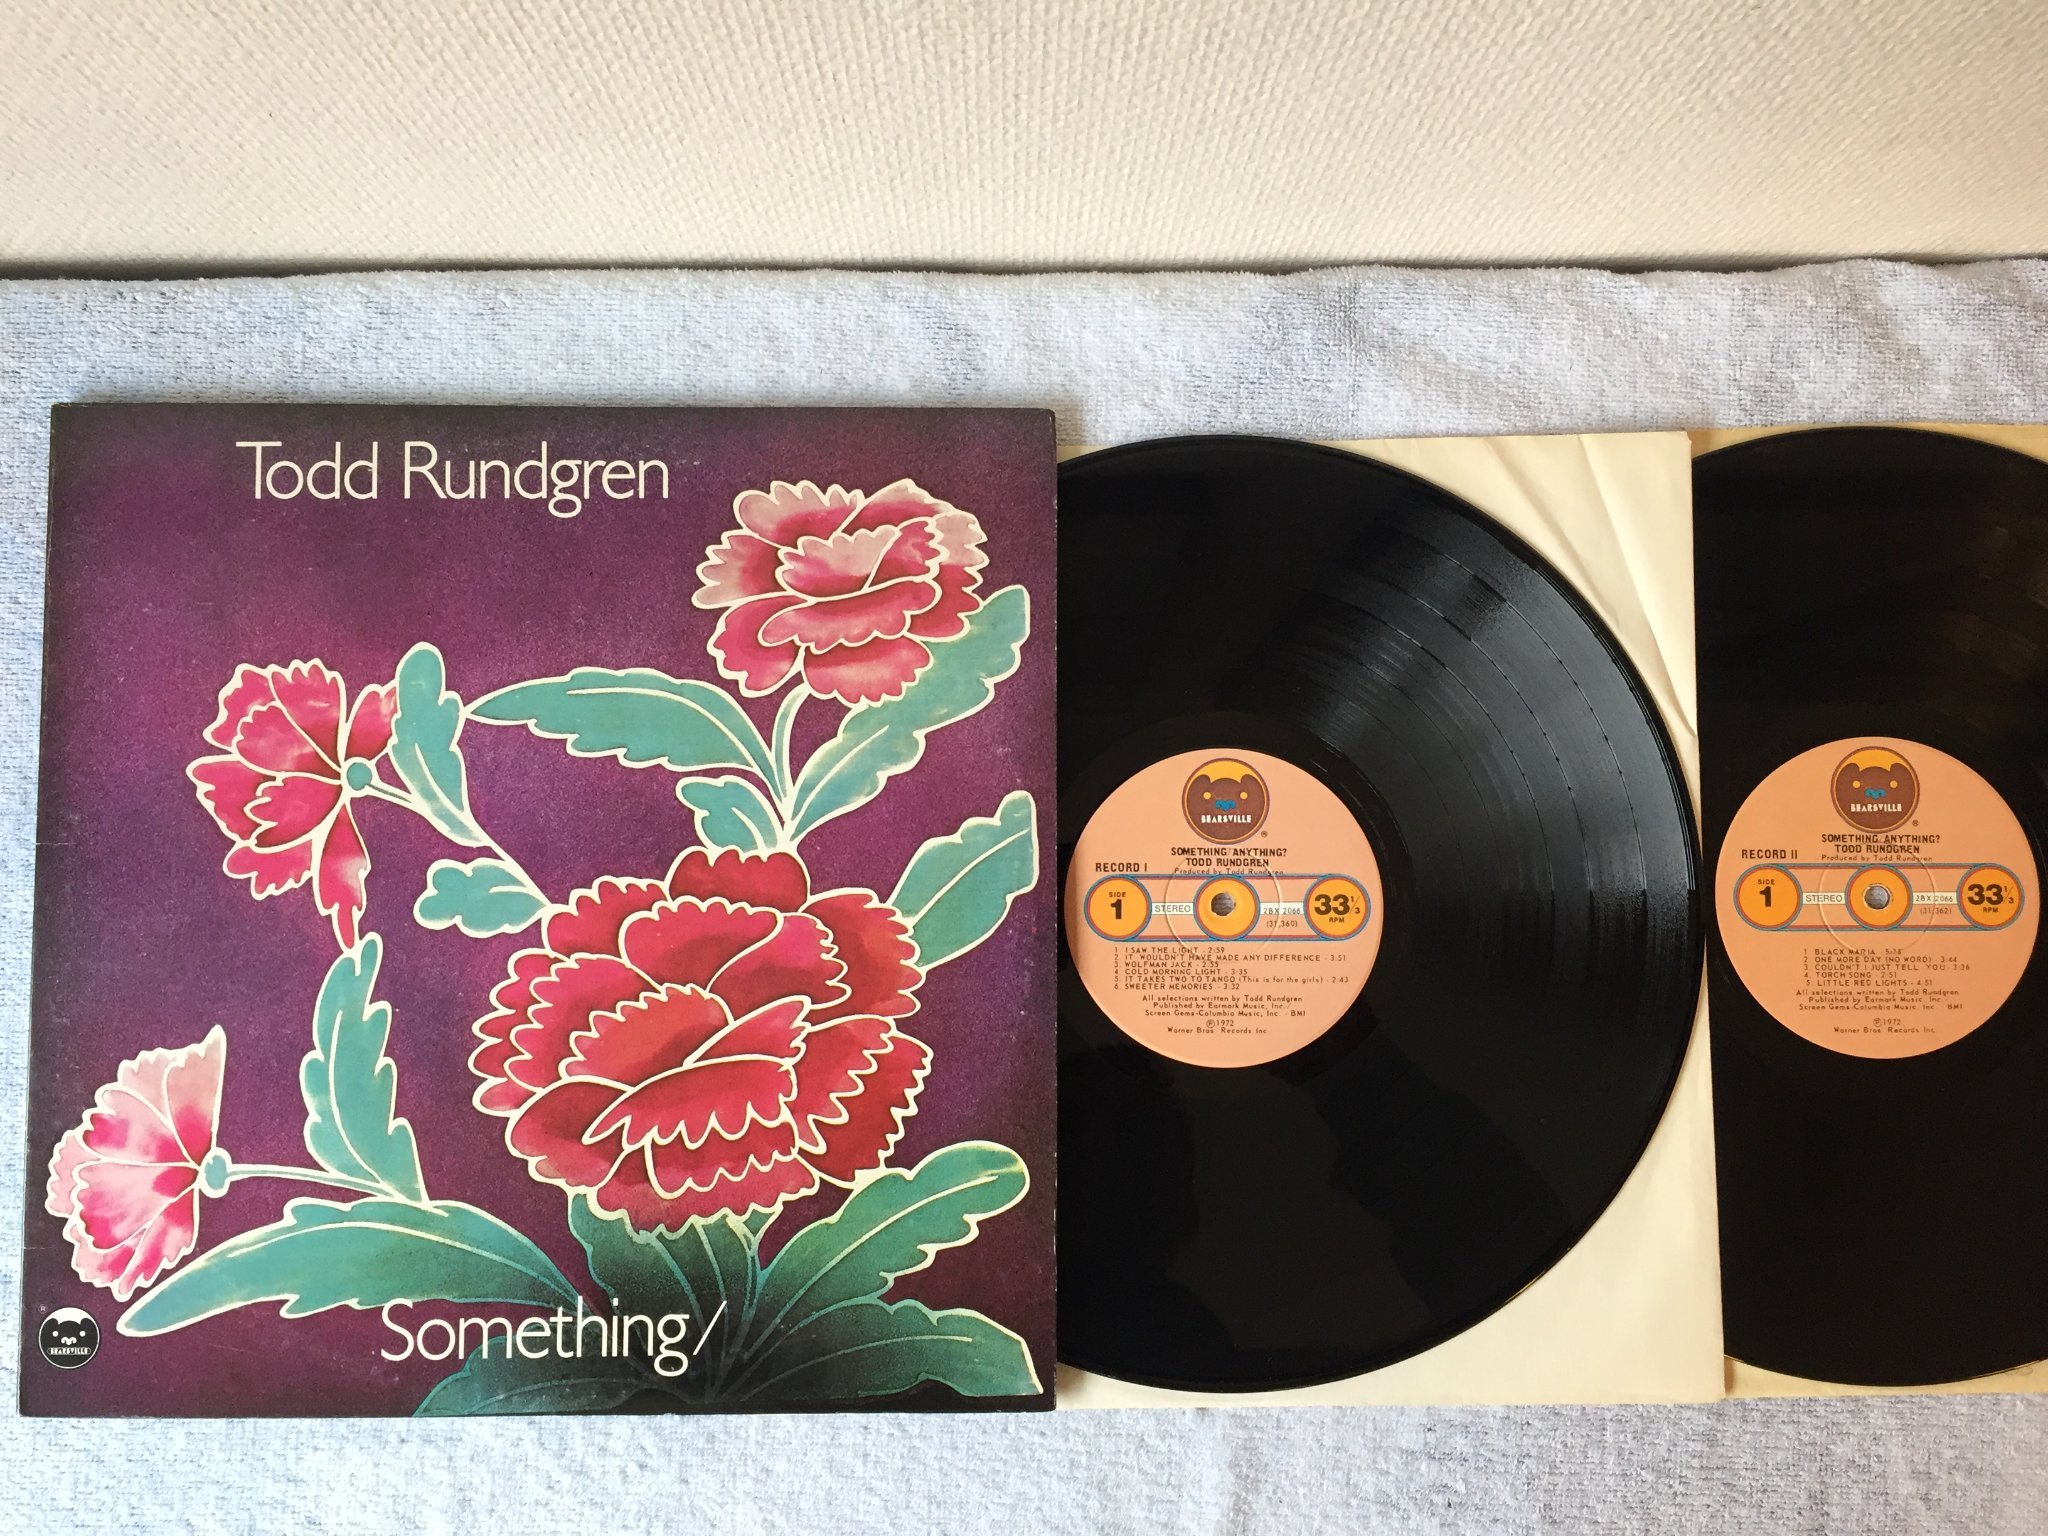 Todd Rundgren
Something/
®
BEARSVILLE
BEARSVILLE
®
SOMETHING/ANYTHING?
TODD RUNDGREN
RECORD I
Produced by Todd Rundgren
SIDE
1
STEREO
2BX 2066
(31,360)
33 1/3
RPM
1. I SAW THE LIGHT - 2:59
2. IT WOULDN'T HAVE MADE ANY DIFFERENCE - 3:51
3. WOLFMAN JACK - 2:55
4. COLD MORNING LIGHT - 3:35
5. IT TAKES TWO TO TANGO (This is for the girls) - 2:43
6. SWEETER MEMORIES - 3:32
All selections written by Todd Rundgren
Published by Earmark Music, Inc./
Screen Gems-Columbia Music, Inc. - BMI
℗1972
Warner Bros. Records Inc.
BEARSVILLE
®
SOMETHING/ANYTHING?
TODD RUNDGREN
RECORD II
Produced by Todd Rundgren
SIDE
1
STEREO
2BX 2066
(31,362)
33 1/3
RPM
1. BLACK MARIA -
2. ONE MORE DAY (NO WORD) - 3:44
3. COULDN'T I JUST TELL YOU - 3:36
4. TORCH SONG - 2:51
5. LITTLE RED LIGHTS - 4:51
All selections written by Todd Rundgren
Published by Earmark Music, Inc.
Screen Gems-Columbia Music, Inc. - BMI
℗1972
Warner Bros. Records Inc.